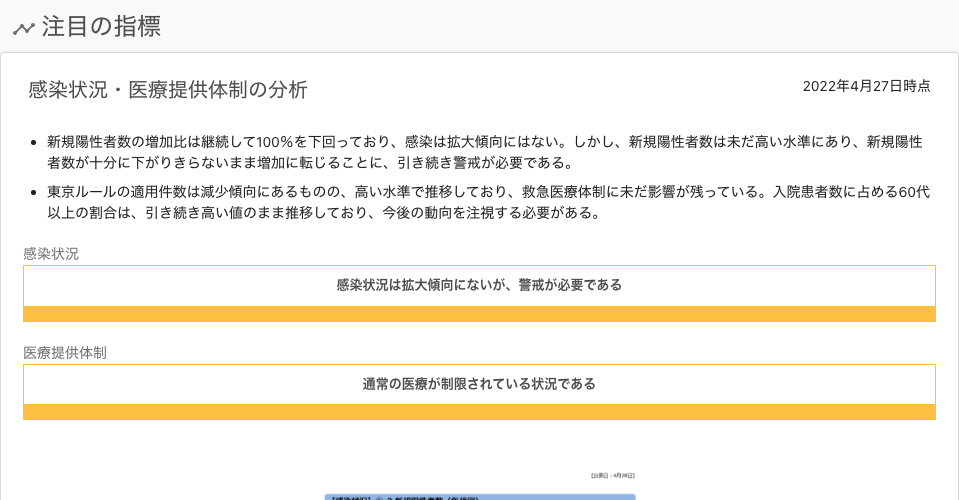 注目の指標
感染状況・医療提供体制の分析
2022年4月27日時点
新規陽性者数の増加比は継続して100%を下回っており、感染は拡大傾向にはない。しかし、新規陽性者数は未だ高い水準にあり、新規陽性
者数が十分に下がりきらないまま増加に転じることに、引き続き警戒が必要である。
東京ルールの適用件数は減少傾向にあるものの、高い水準で推移しており、救急医療体制に未だ影響が残っている。入院患者数に占める60代
以上の割合は、引き続き高い値のまま推移しており、今後の動向を注視する必要がある。
感染状況
感染状況は拡大傾向にないが、警戒が必要である
医療提供体制
通常の医療が制限されている状況である
【公表日：4月28日】